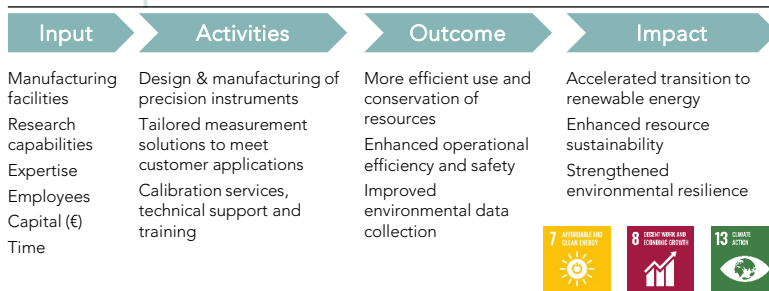 Input
Activities
Outcome
Impact
Manufacturing
facilities
Research
capabilities
Expertise
Employees
Capital (€)
Time
Design & manufacturing of
precision instruments
Tailored measurement
solutions to meet
customer applications
Calibration services,
technical support and
training
More efficient use and
conservation of
resources
Enhanced operational
efficiency and safety
Improved
environmental data
collection
Accelerated transition to
renewable energy
Enhanced resource
sustainability
Strengthened
environmental resilience
7 AFFORDABLE AND
CLEAN ENERGY
8 DECENT WORK AND
ECONOMIC GROWTH
13 CLIMATE
ACTION